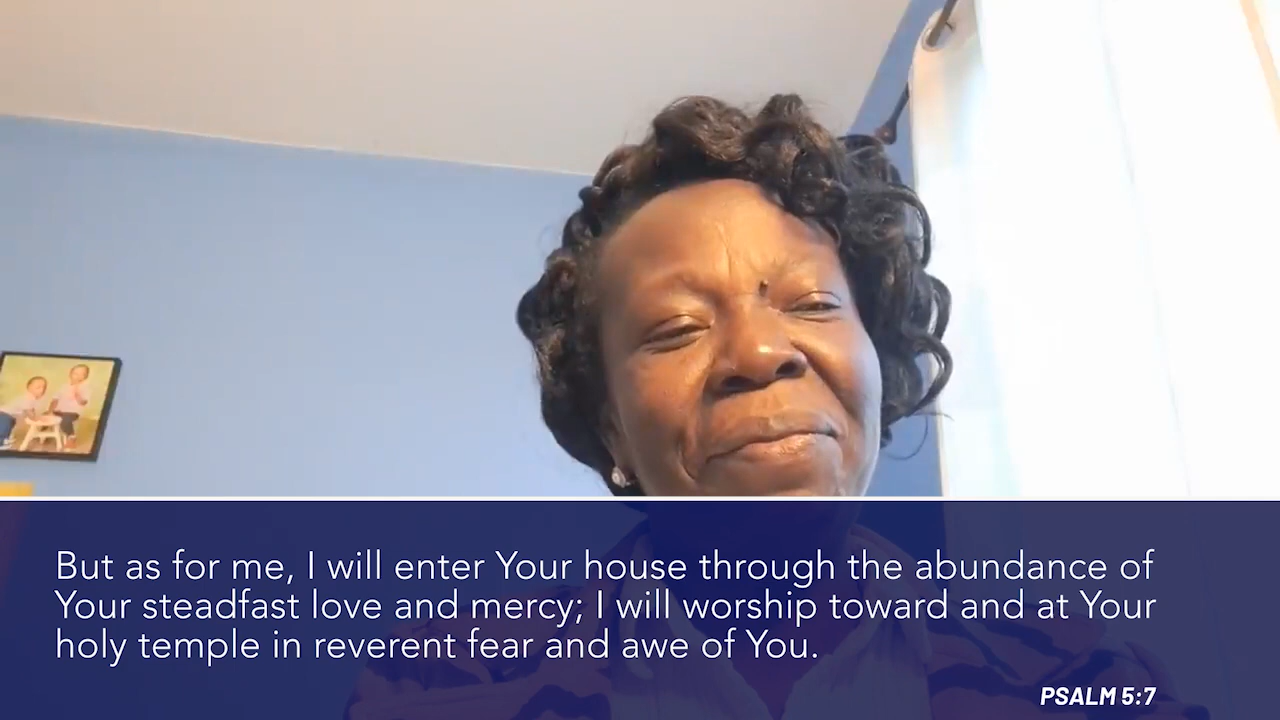 But as for me, I will enter Your house through the abundance of
Your steadfast love and mercy; I will worship toward and at Your
holy temple in reverent fear and awe of You.
PSALM 5:7